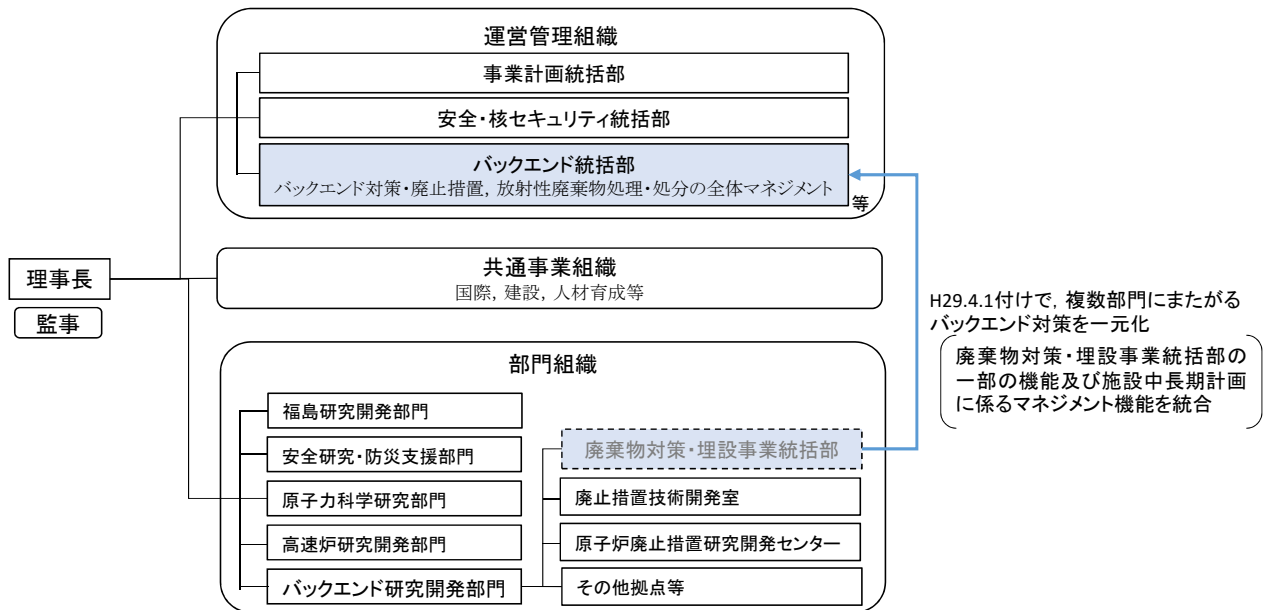 運営管理組織
事業計画統括部
安全・核セキュリティ統括部
バックエンド統括部
バックエンド対策・廃止措置, 放射性廃棄物処理・処分の全体マネジメント
等
理事長
監事
共通事業組織
国際, 建設, 人材育成等
H29.4.1付けで, 複数部門にまたがる
バックエンド対策を一元化
廃棄物対策・埋設事業統括部の
一部の機能及び施設中長期計画
に係るマネジメント機能を統合
部門組織
福島研究開発部門
安全研究・防災支援部門
原子力科学研究部門
高速炉研究開発部門
バックエンド研究開発部門
廃棄物対策・埋設事業統括部
廃止措置技術開発室
原子炉廃止措置研究開発センター
その他拠点等